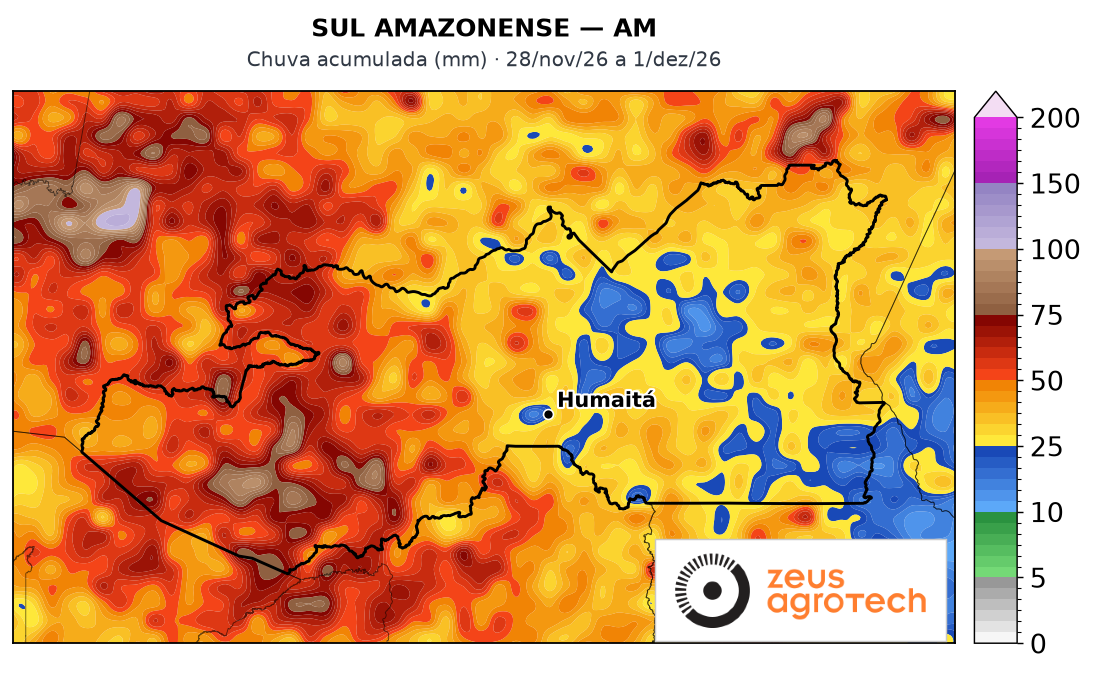 SUL AMAZONENSE — AM
Chuva acumulada (mm) · 28/nov/26 a 1/dez/26
200
150
100
75
50
25
10
5
0
Humaitá
zeus
agrotech